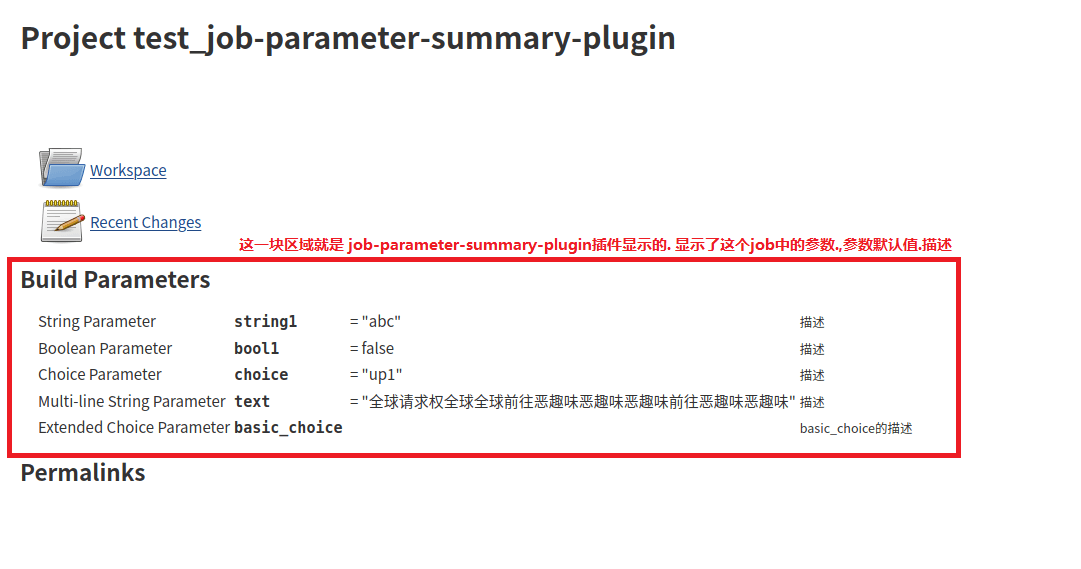 Project test_job-parameter-summary-plugin
Workspace
Recent Changes
这一块区域就是 job-parameter-summary-plugin插件显示的. 显示了这个job中的参数.,参数默认值.描述
Build Parameters
String Parameter string1 = "abc" 描述
Boolean Parameter bool1 = false 描述
Choice Parameter choice = "up1" 描述
Multi-line String Parameter text = "全球请求权全球全球前往恶趣味恶趣味恶趣味前往恶趣味恶趣味" 描述
Extended Choice Parameter basic_choice basic_choice的描述
Permalinks